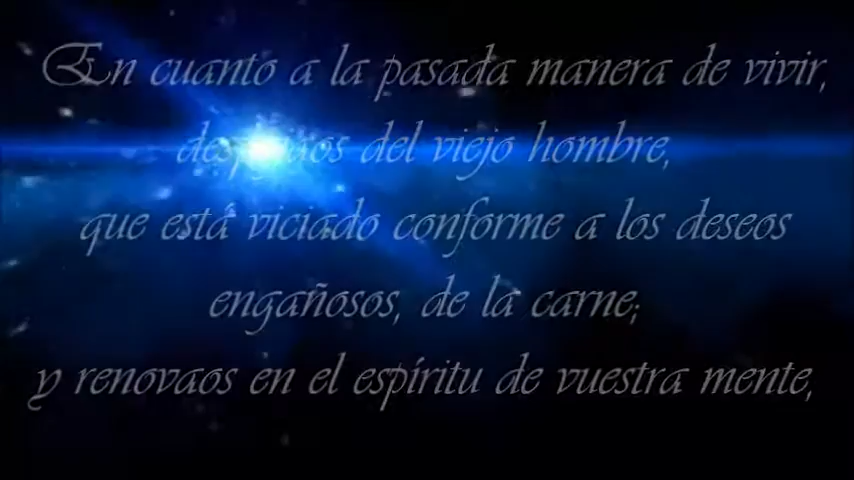 En cuanto a la pasada manera de vivir,
despojaos del viejo hombre,
que está viciado conforme a los deseos
engañosos, de la carne;
y renovaos en el espíritu de vuestra mente,